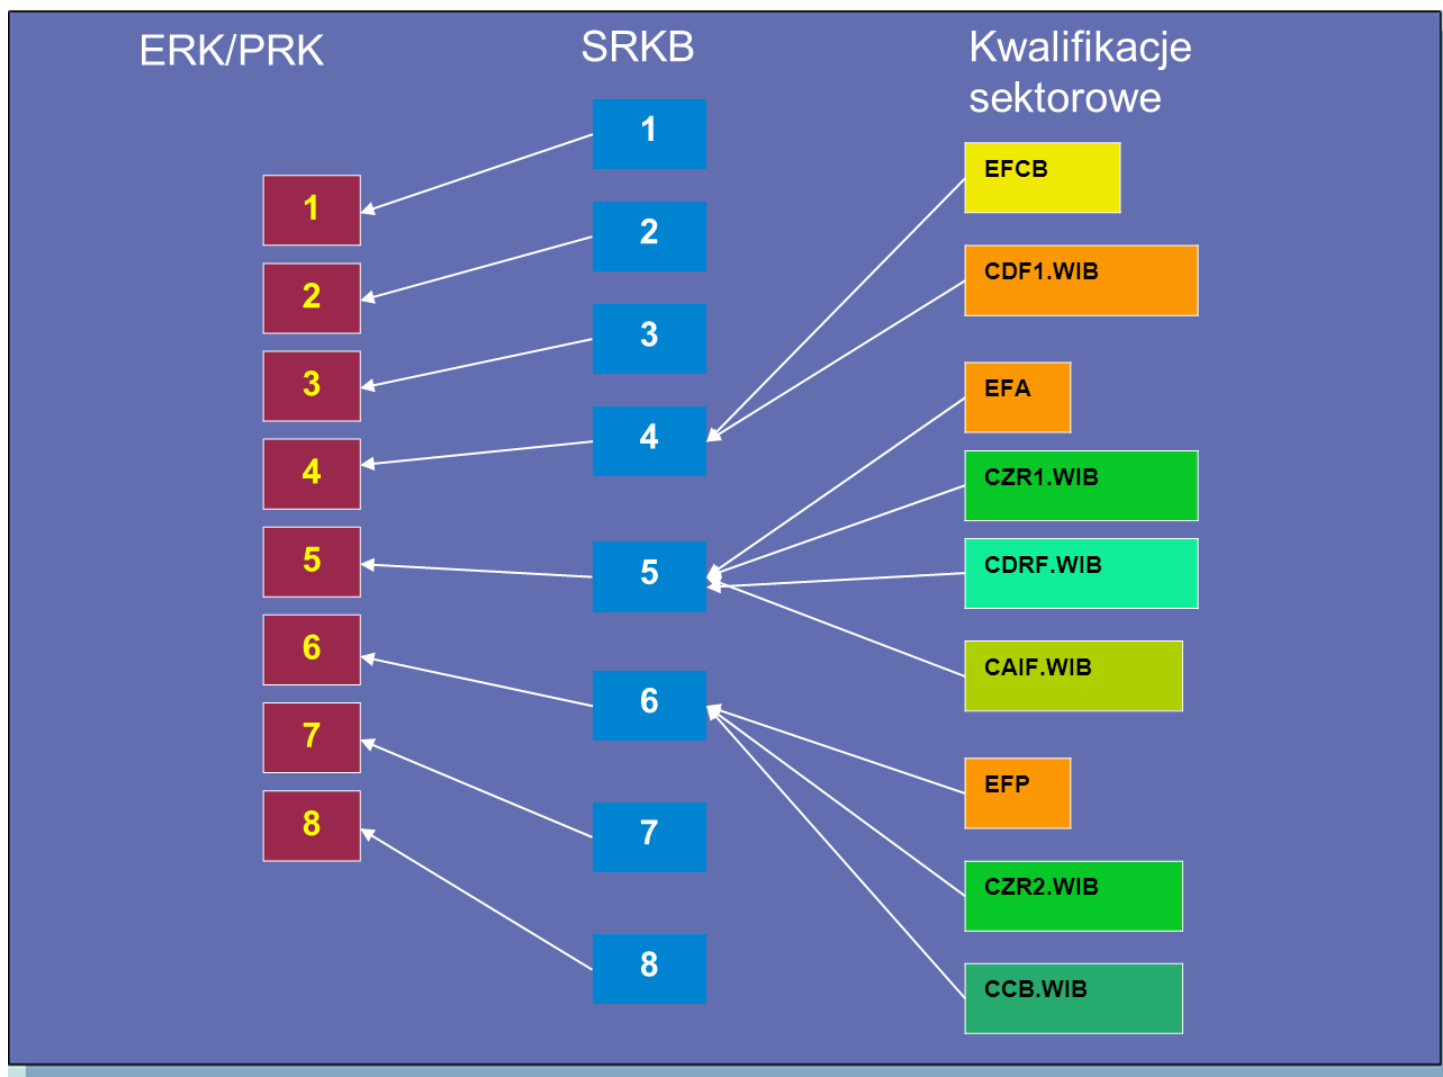 ERK/PRK
SRKB
Kwalifikacje
sektorowe
1
2
3
4
5
6
7
8
1
2
3
4
5
6
7
8
EFCB
CDF1.WIB
EFA
CZR1.WIB
CDRF.WIB
CAIF.WIB
EFP
CZR2.WIB
CCB.WIB